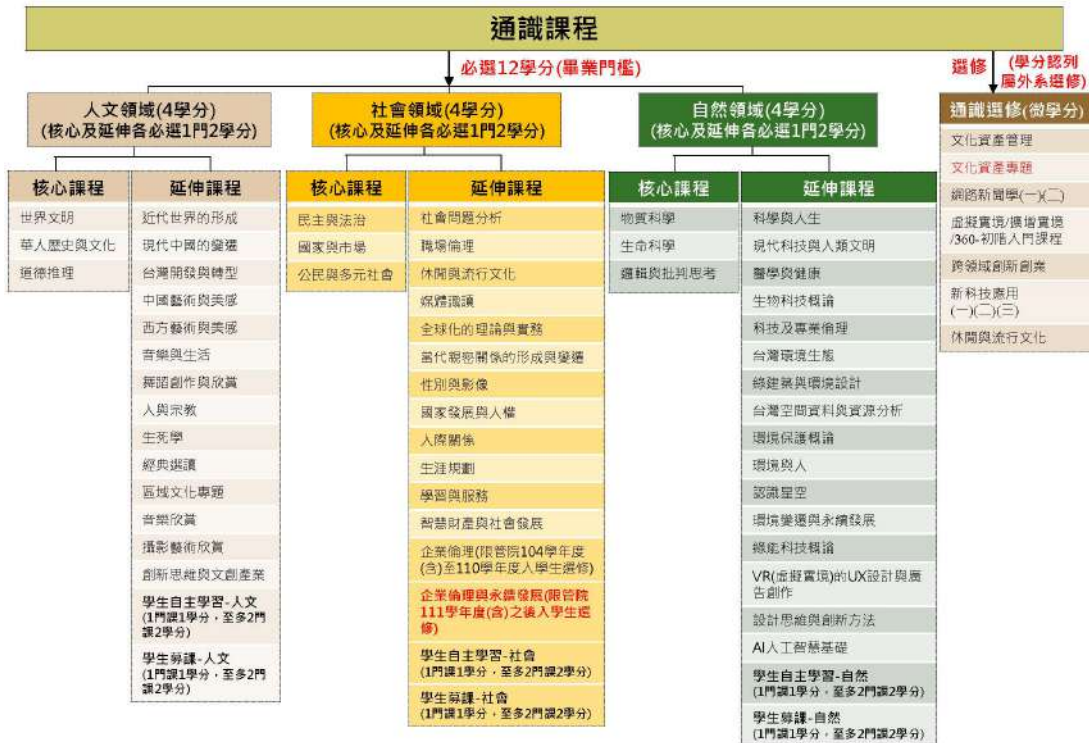 通識課程
必選12學分(畢業門檻)
選修
(學分認列
屬外系選修)
人文領域(4學分)
(核心及延伸各必選1門2學分)
核心課程
世界文明
華人歷史與文化
道德推理
延伸課程
近代世界的形成
現代中國的變遷
台灣開發與轉型
中國藝術與美感
西方藝術與美感
音樂與生活
舞蹈創作與欣賞
人與宗教
生死學
經典選讀
區域文化專題
音樂欣賞
攝影藝術欣賞
創新思維與文創產業
學生自主學習-人文
(1門課1學分，至多2門
課2學分)
學生募課-人文
(1門課1學分，至多2門
課2學分)
社會領域(4學分)
(核心及延伸各必選1門2學分)
核心課程
民主與法治
國家與市場
公民與多元社會
延伸課程
社會問題分析
職場倫理
休閒與流行文化
媒體識讀
全球化的理論與實務
當代親密關係的形成與變遷
性別與影像
國家發展與人權
人際關係
生涯規劃
學習與服務
智慧財產與社會發展
企業倫理(限管院104學年度
(含)至110學年度入學生選修)
企業倫理與永續發展(限管院
111學年度(含)之後入學生選
修)
學生自主學習-社會
(1門課1學分，至多2門課2學分)
學生募課-社會
(1門課1學分，至多2門課2學分)
自然領域(4學分)
(核心及延伸各必選1門2學分)
核心課程
物質科學
生命科學
邏輯與批判思考
延伸課程
科學與人生
現代科技與人類文明
醫學與健康
生物科技概論
科技及專業倫理
台灣環境生態
綠建築與環境設計
台灣空間資料與資源分析
環境保護概論
環境與人
認識星空
環境變遷與永續發展
綠能科技概論
VR(虛擬實境)的UX設計與廣
告創作
設計思維與創新方法
AI人工智慧基礎
學生自主學習-自然
(1門課1學分，至多2門課2學分)
學生募課-自然
(1門課1學分，至多2門課2學分)
通識選修(微學分)
文化資產管理
文化資產專題
網路新聞學(一)(二)
虛擬實境/擴增實境
/360-初階入門課程
跨領域創新創業
新科技應用
(一)(二)(三)
休閒與流行文化